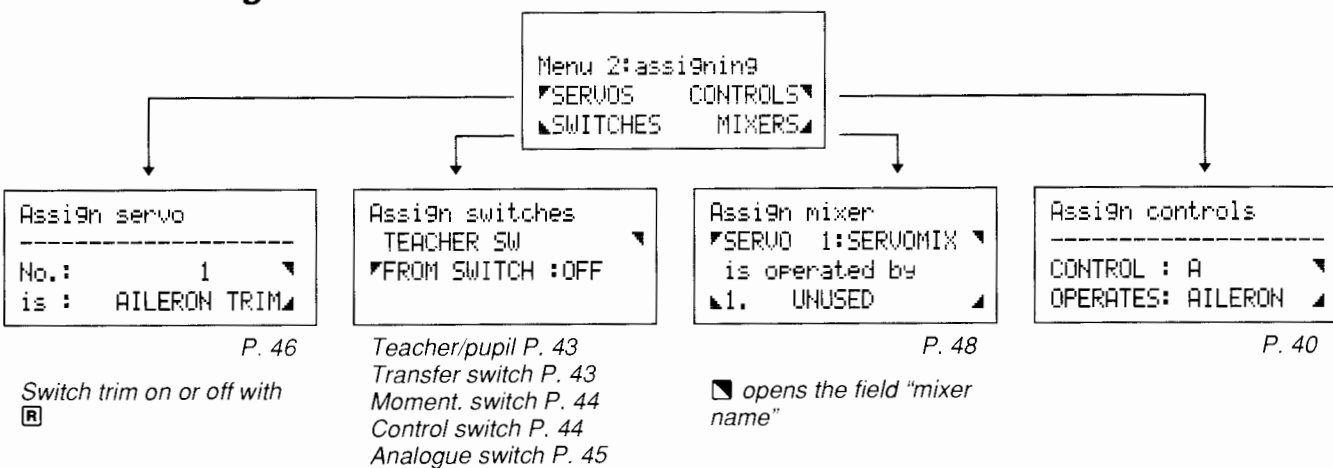 Menu 2:assigning
SERVOS CONTROLS
SWITCHES MIXERS
Assign servo
--------------------
No.: 1
is : AILERON TRIM
P. 46
Switch trim on or off with
R
Assign switches
TEACHER SW
FROM SWITCH :OFF
Teacher/pupil P. 43
Transfer switch P. 43
Moment. switch P. 44
Control switch P. 44
Analogue switch P. 45
Assign mixer
SERVO 1:SERVOMIX
is operated by
1. UNUSED
P. 48
opens the field “mixer
name”
Assign controls
--------------------
CONTROL : A
OPERATES: AILERON
P. 40